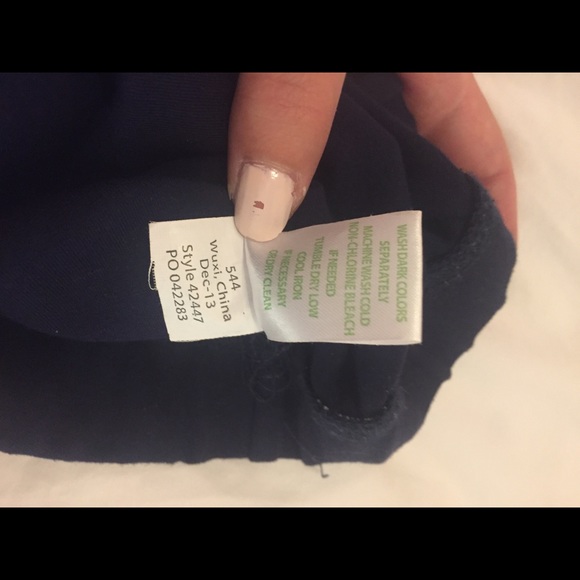 544
Wuxi, China
Dec-13
Style 42447
PO 042283
WASH DARK COLORS
SEPARATELY
MACHINE WASH COLD
NON-CHLORINE BLEACH
IF NEEDED
TUMBLE DRY LOW
COOL IRON
IF NECESSARY
OR DRY CLEAN